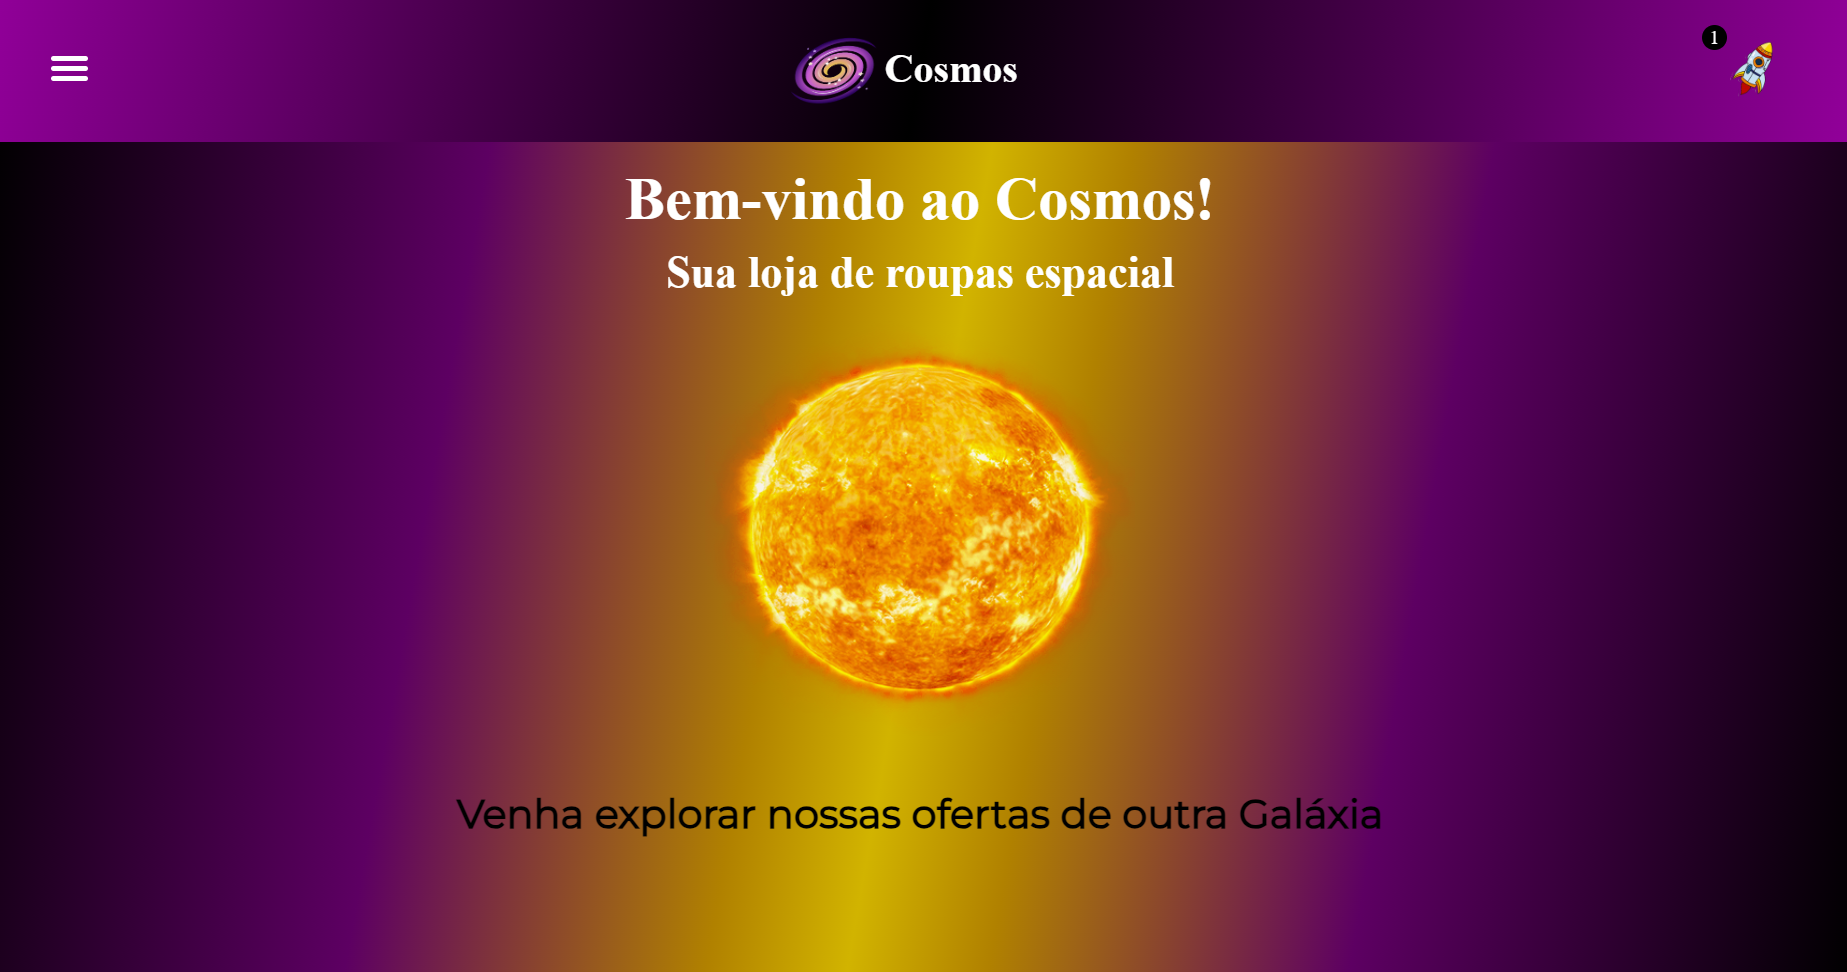 Cosmos
1
Bem-vindo ao Cosmos!
Sua loja de roupas espacial
Venha explorar nossas ofertas de outra Galáxia